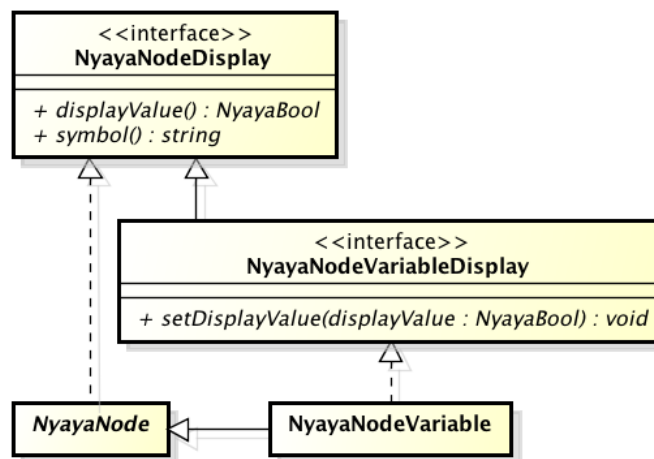 <<interface>>
NyayaNodeDisplay
+ displayValue() : NyayaBool
+ symbol() : string
<<interface>>
NyayaNodeVariableDisplay
+ setDisplayValue(displayValue : NyayaBool) : void
NyayaNode
NyayaNodeVariable